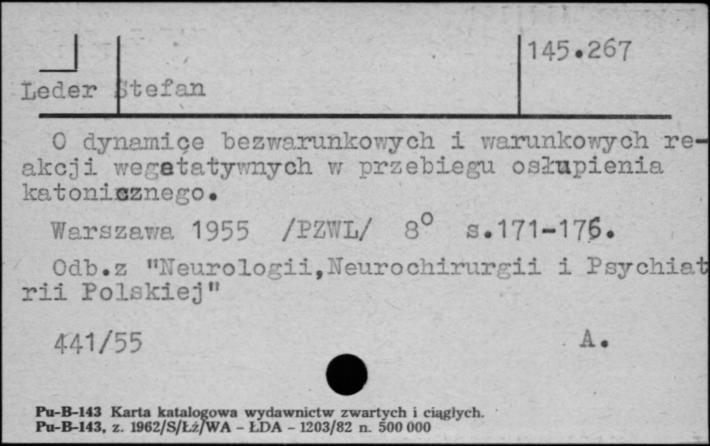 145.267
Leder Stefan
O dynamice bezwarunkowych i warunkowych re-
akcji wegetatywnych w przebiegu osłupienia
katonicznego.
Warszawa 1955 /PZWL/ 8° s.171-176.
Odb.z "Neurologii,Neurochirurgii i Psychiat
rii Polskiej"
441/55 A.
Pu-B-143 Karta katalogowa wydawnictw zwartych i ciągłych.
Pu-B-143, z. 1962/S/Łź/WA - ŁDA - 1203/82 n. 500 000